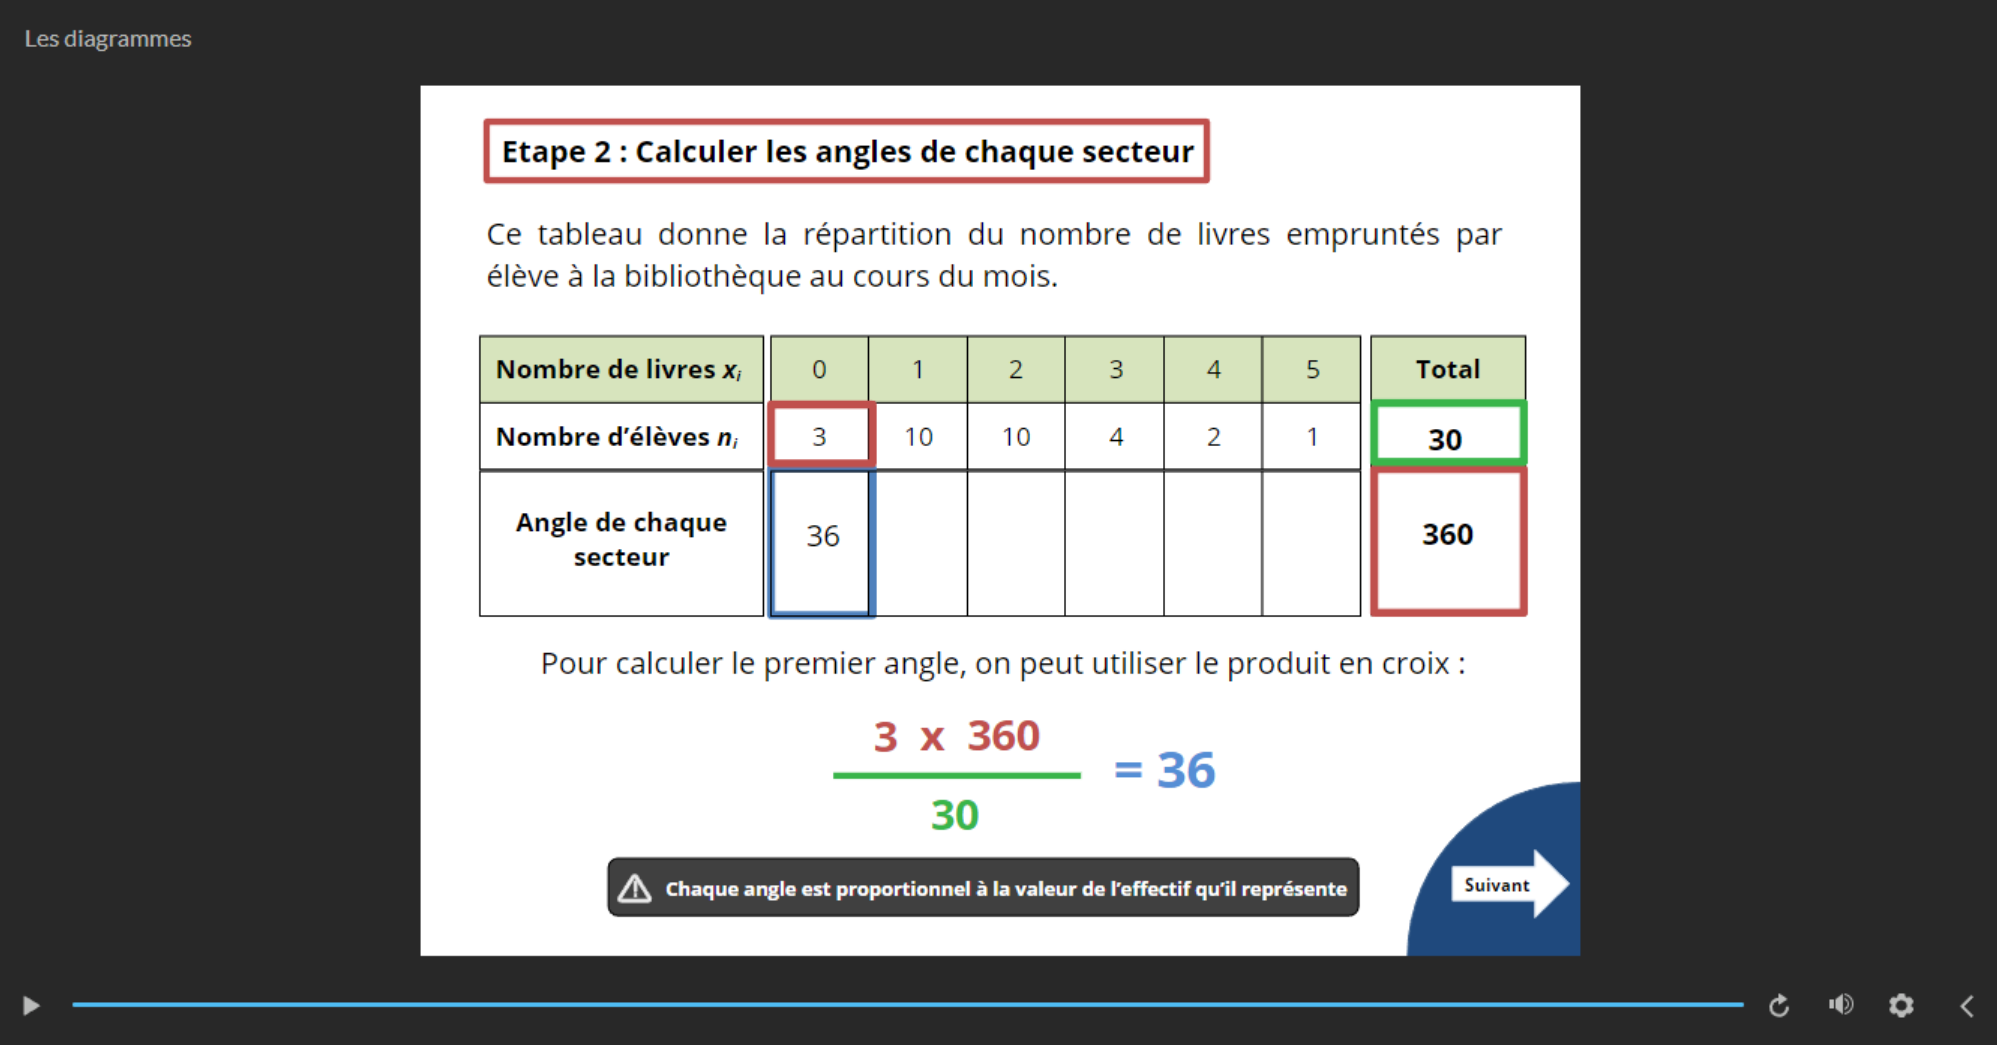 Les diagrammes
Etape 2 : Calculer les angles de chaque secteur
Ce tableau donne la répartition du nombre de livres empruntés par
élève à la bibliothèque au cours du mois.
Nombre de livres xi 0 1 2 3 4 5 Total
Nombre d’élèves ni 3 10 10 4 2 1 30
Angle de chaque
secteur 36 360
Pour calculer le premier angle, on peut utiliser le produit en croix :
3 x 360
= 36
30
Chaque angle est proportionnel à la valeur de l’effectif qu’il représente
Suivant